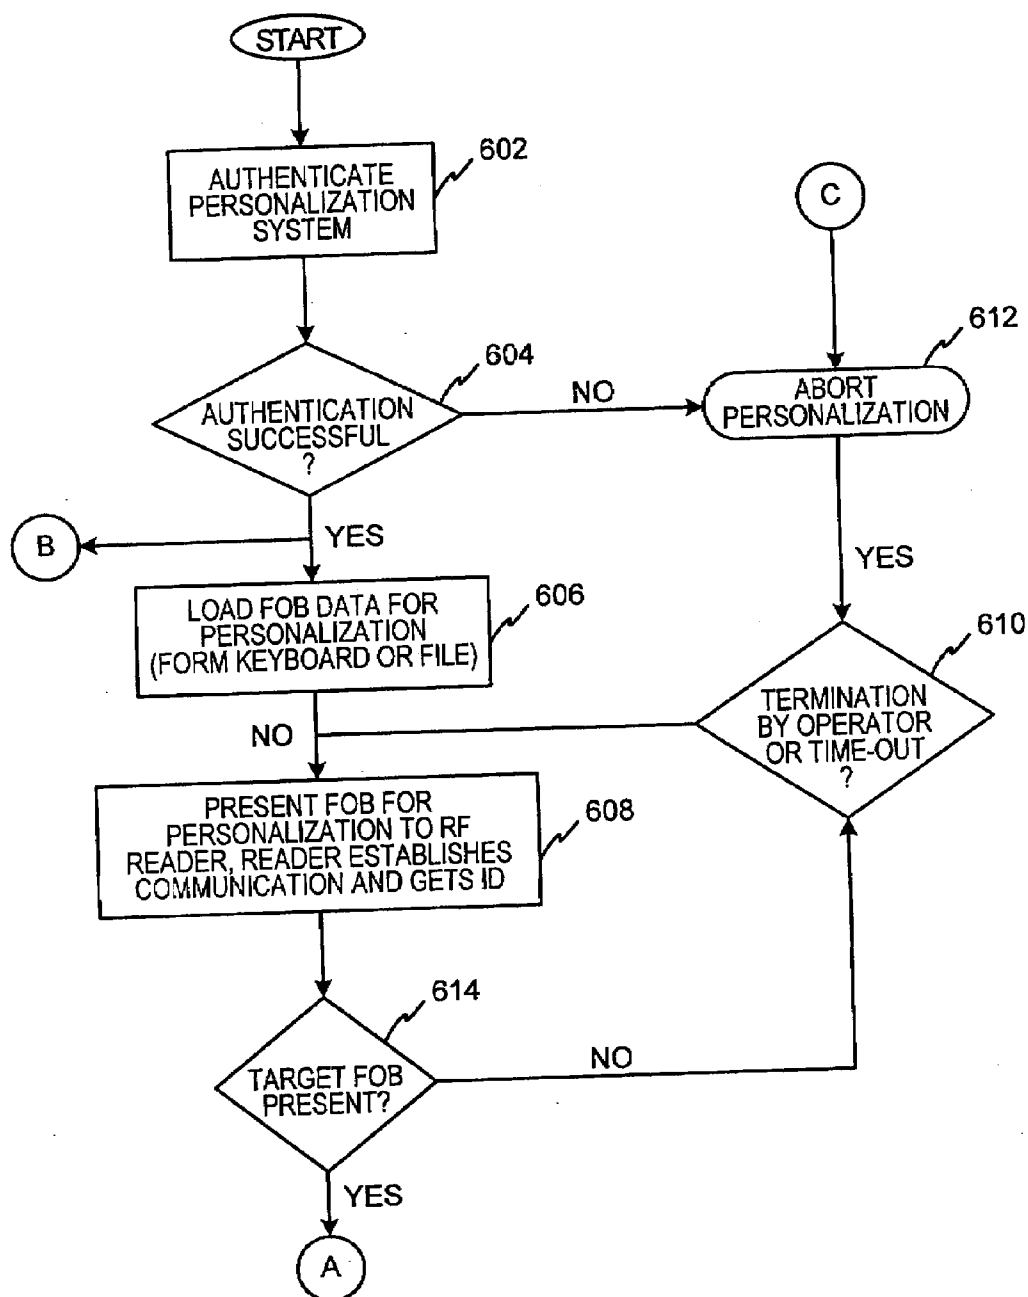 START
602
AUTHENTICATE
PERSONALIZATION
SYSTEM
C
604
612
AUTHENTICATION
SUCCESSFUL
?
NO
ABORT
PERSONALIZATION
B
YES
YES
606
LOAD FOB DATA FOR
PERSONALIZATION
(FORM KEYBOARD OR FILE)
610
TERMINATION
BY OPERATOR
OR TIME-OUT
?
NO
608
PRESENT FOB FOR
PERSONALIZATION TO RF
READER, READER ESTABLISHES
COMMUNICATION AND GETS ID
614
TARGET FOB
PRESENT?
NO
YES
A